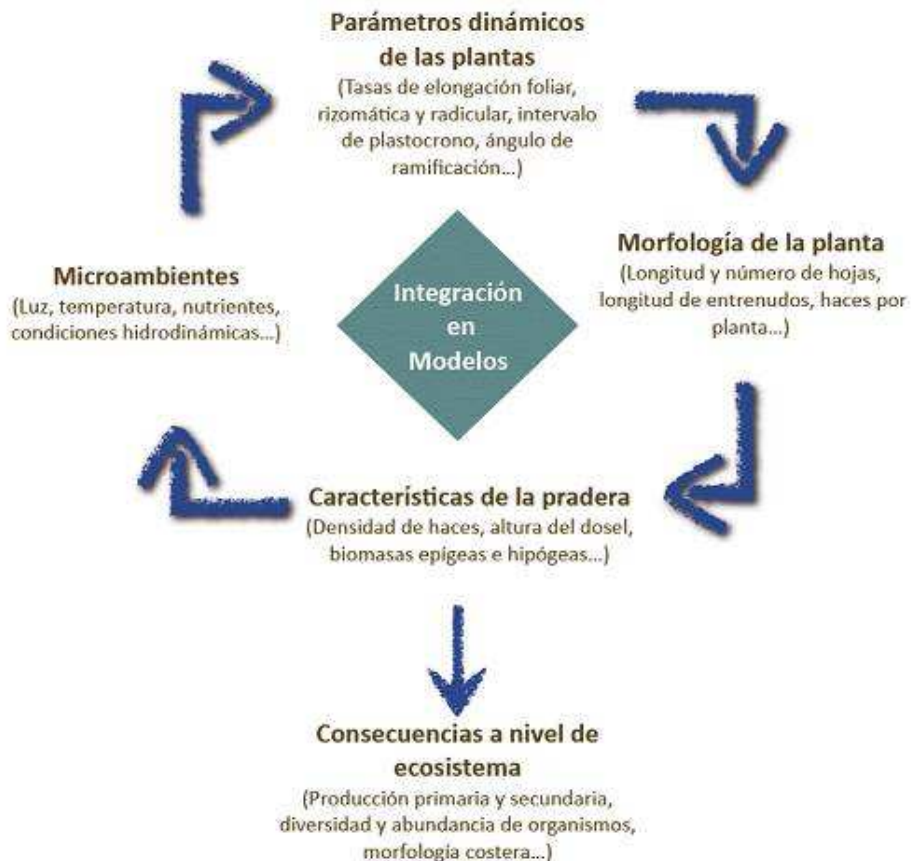 Parámetros dinámicos
de las plantas
(Tasas de elongación foliar,
rizomática y radicular, intervalo
de plastocrono, ángulo de
ramificación...)
Morfología de la planta
(Longitud y número de hojas,
longitud de entrenudos, haces por
planta...)
Microambientes
(Luz, temperatura, nutrientes,
condiciones hidrodinámicas...)
Integración
en
Modelos
Características de la pradera
(Densidad de haces, altura del dosel,
biomasas epígeas e hipógeas...)
Consecuencias a nivel de
ecosistema
(Producción primaria y secundaria,
diversidad y abundancia de organismos,
morfología costera...)